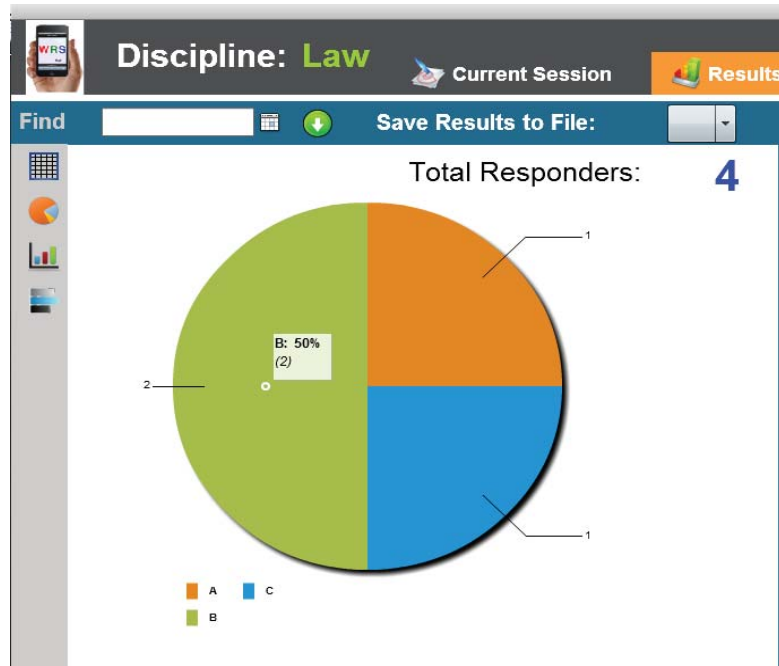 WRS
Discipline: Law
Current Session
Results
Find
Save Results to File:
Total Responders: 4
1
B: 50%
(2)
2
1
A
C
B